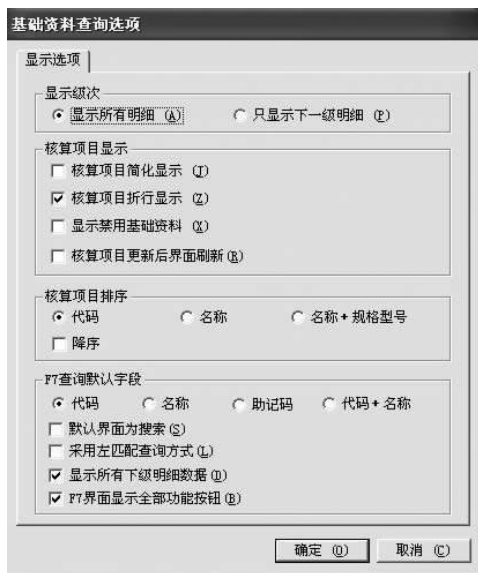 基础资料查询选项
显示选项
显示级次
显示所有明细 (A) 只显示下一级明细 (P)
核算项目显示
核算项目简化显示 (T)
核算项目折行显示 (Z)
显示禁用基础资料 (X)
核算项目更新后界面刷新(R)
核算项目排序
代码 名称 名称+规格型号
降序
F7查询默认字段
代码 名称 助记码 代码+名称
默认界面为搜索(S)
采用左匹配查询方式(L)
显示所有下级明细数据(D)
F7界面显示全部功能按钮(B)
确定 (O) 取消 (C)